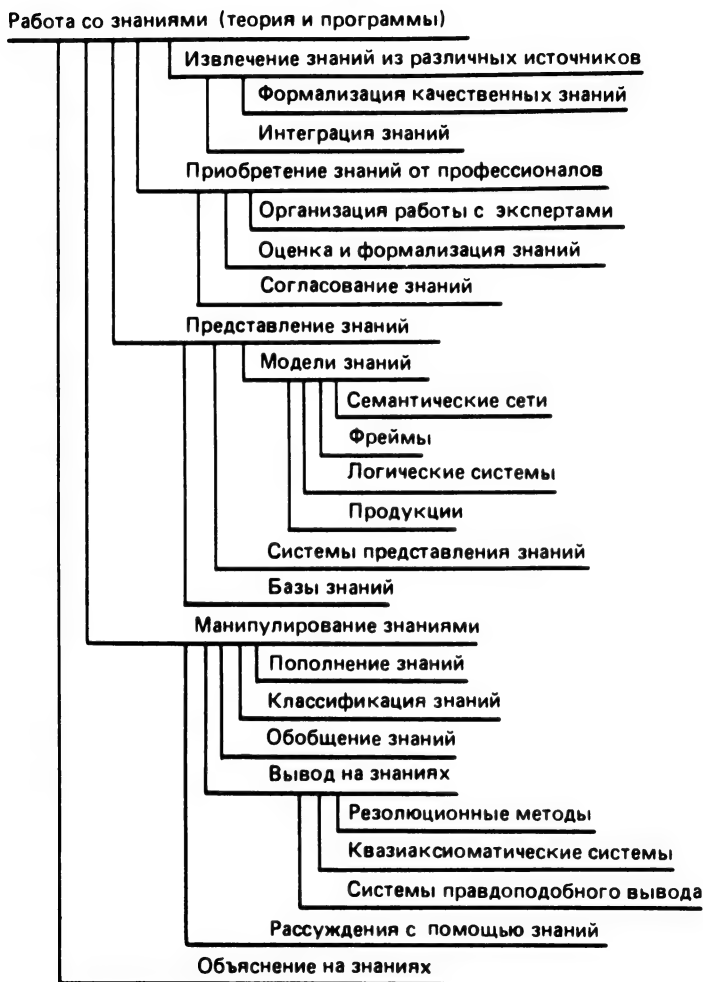 Работа со знаниями (теория и программы)
Извлечение знаний из различных источников
Формализация качественных знаний
Интеграция знаний
Приобретение знаний от профессионалов
Организация работы с экспертами
Оценка и формализация знаний
Согласование знаний
Представление знаний
Модели знаний
Семантические сети
Фреймы
Логические системы
Продукции
Системы представления знаний
Базы знаний
Манипулирование знаниями
Пополнение знаний
Классификация знаний
Обобщение знаний
Вывод на знаниях
Резолюционные методы
Квазиаксиоматические системы
Системы правдоподобного вывода
Рассуждения с помощью знаний
Объяснение на знаниях